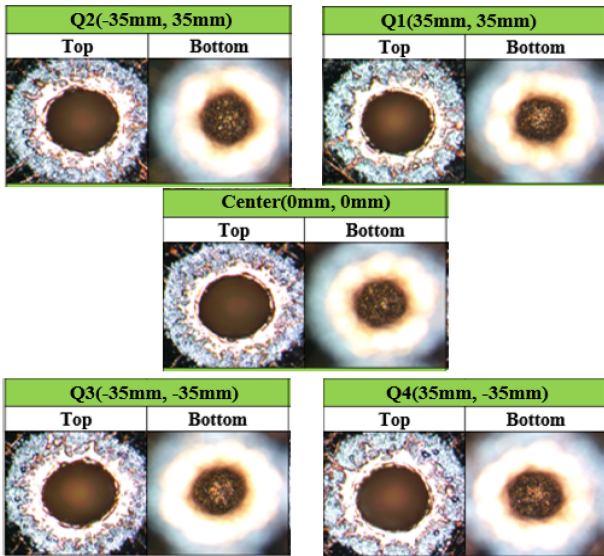 Q2(-35mm, 35mm)
Top Bottom
Q1(35mm, 35mm)
Top Bottom
Center(0mm, 0mm)
Top Bottom
Q3(-35mm, -35mm)
Top Bottom
Q4(35mm, -35mm)
Top Bottom